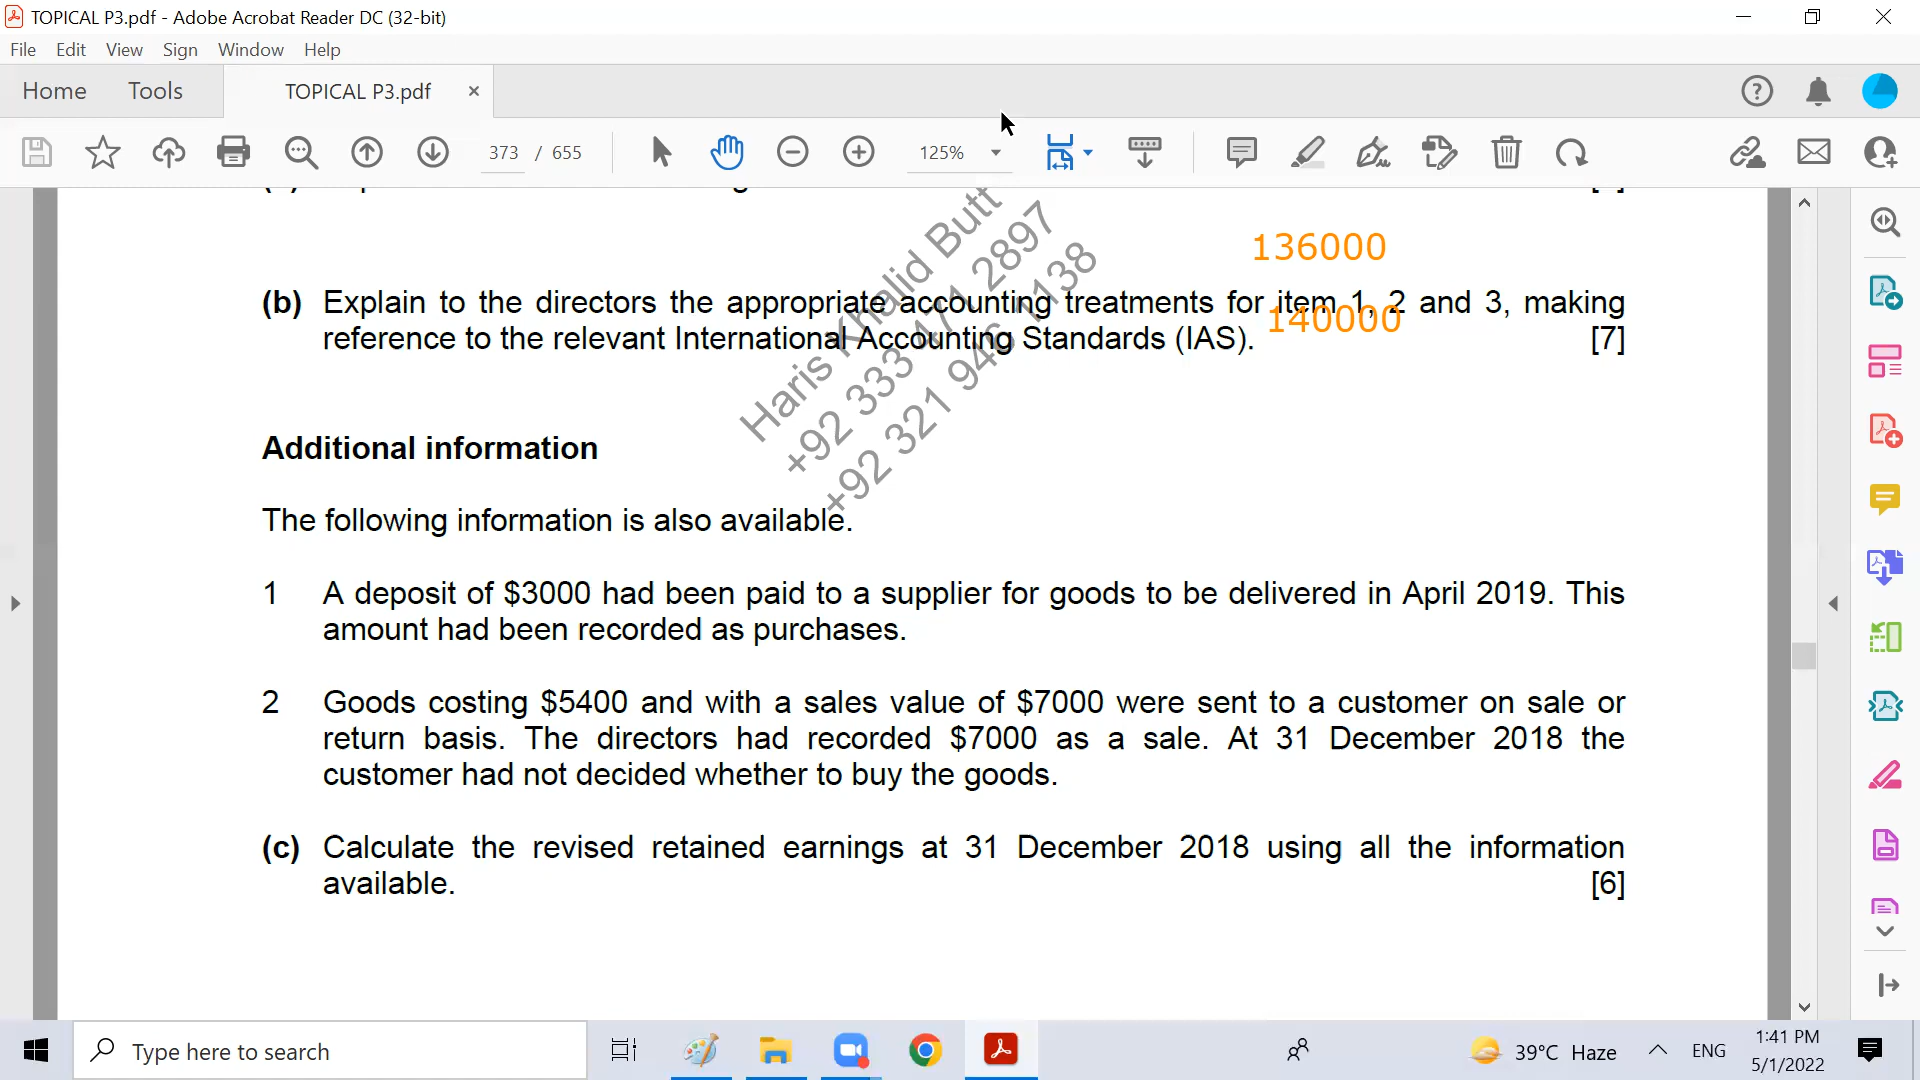 TOPICAL P3.pdf - Adobe Acrobat Reader DC (32-bit)
File Edit View Sign Window Help
Home Tools TOPICAL P3.pdf
373 / 655 125%
136000
(b) Explain to the directors the appropriate accounting treatments for item 1, 2 and 3, making
140000
reference to the relevant International Accounting Standards (IAS). [7]
Haris Khalid Butt
+92 333 471 2897
+92 321 946 1138
Additional information
The following information is also available.
1 A deposit of $3000 had been paid to a supplier for goods to be delivered in April 2019. This
amount had been recorded as purchases.
2 Goods costing $5400 and with a sales value of $7000 were sent to a customer on sale or
return basis. The directors had recorded $7000 as a sale. At 31 December 2018 the
customer had not decided whether to buy the goods.
(c) Calculate the revised retained earnings at 31 December 2018 using all the information
available. [6]
Type here to search
39°C Haze
ENG
1:41 PM
5/1/2022